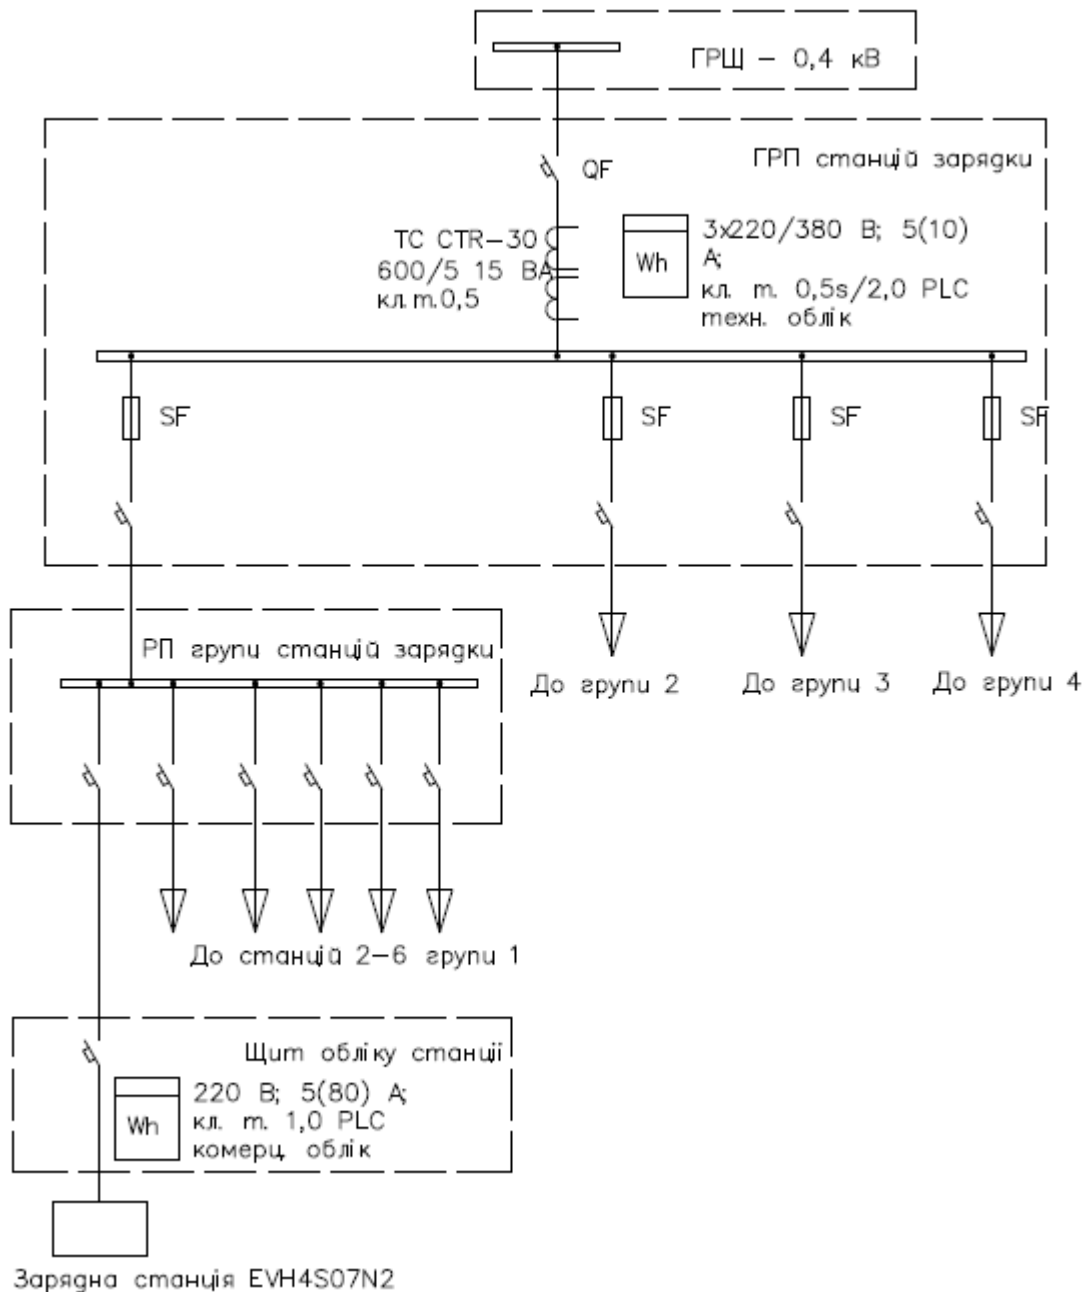 ГРЩ – 0,4 кВ
ГРП станцій зарядки
QF
ТС CTR–30
600/5 15 ВА
кл.т.0,5
Wh
3x220/380 В; 5(10)
А;
кл. т. 0,5s/2,0 PLC
техн. облік
SF
SF
SF
SF
РП групи станцій зарядки
До групи 2
До групи 3
До групи 4
До станцій 2–6 групи 1
Щит обліку станції
Wh
220 В; 5(80) А;
кл. т. 1,0 PLC
комерц. облік
Зарядна станція EVH4S07N2